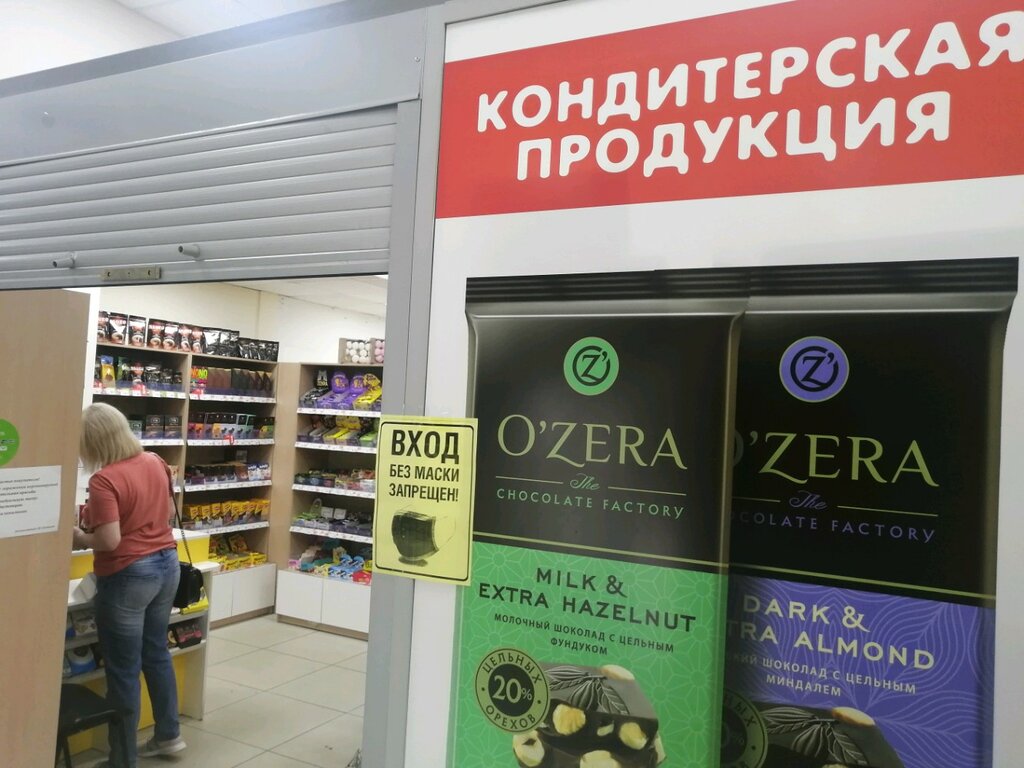 КОНДИТЕРСКАЯ
ПРОДУКЦИЯ
ВХОД
БЕЗ МАСКИ
ЗАПРЕЩЕН!
O'ZERA
The
CHOCOLATE FACTORY
MILK &
EXTRA HAZELNUT
МОЛОЧНЫЙ ШОКОЛАД С ЦЕЛЬНЫМ
ФУНДУКОМ
ЦЕЛЬНЫХ
20%
ОРЕХОВ
O'ZERA
The
COLATE FACTORY
DARK &
TRA ALMOND
КИЙ ШОКОЛАД С ЦЕЛЬНЫМ
МИНДАЛЕМ